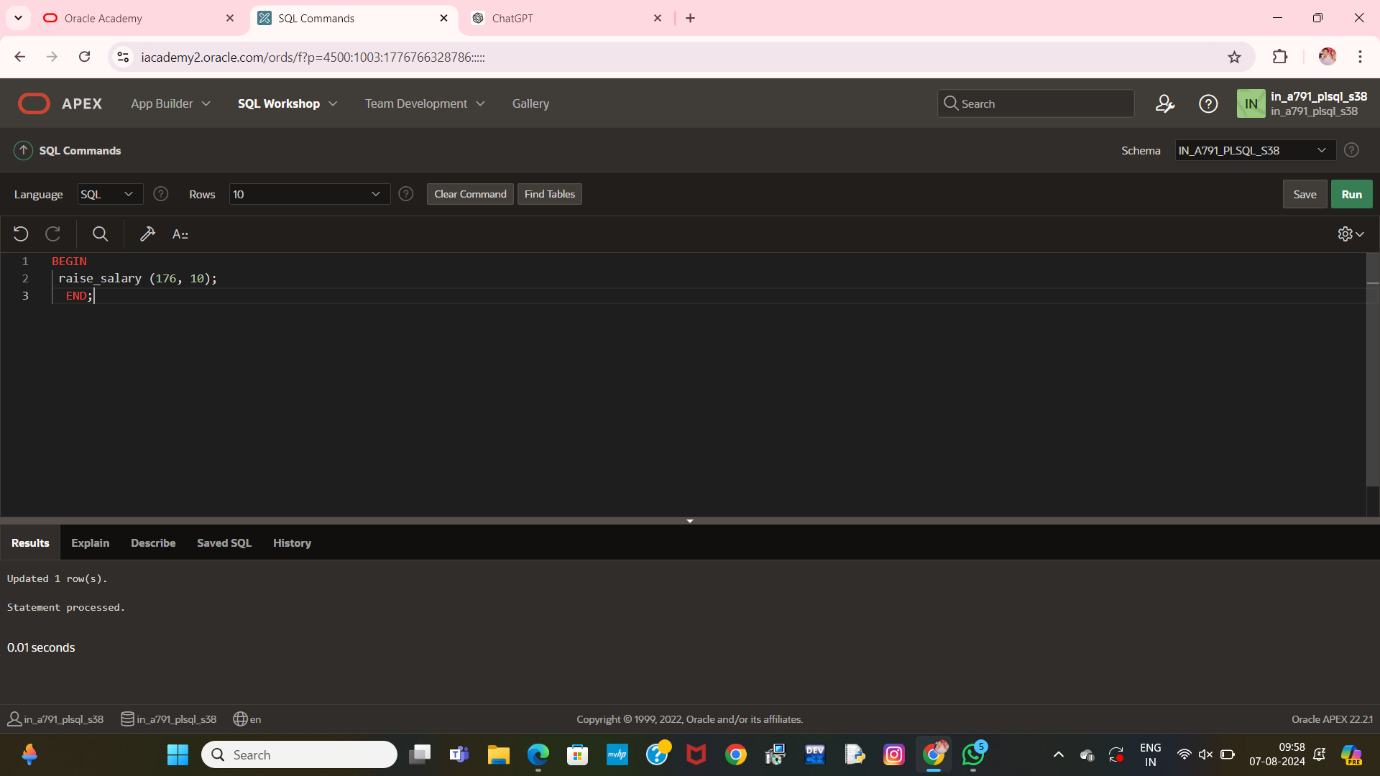 Oracle Academy
SQL Commands
ChatGPT
iacademy2.oracle.com/ords/f?p=4500:1003:1776766328786:::::
APEX App Builder SQL Workshop Team Development Gallery
Search
IN
in_a791_plsql_s38
in_a791_plsql_s38
SQL Commands
Schema IN_A791_PLSQL_S38
Language SQL Rows 10 Clear Command Find Tables Save Run
1 BEGIN
2 raise_salary (176, 10);
3 END;
Results Explain Describe Saved SQL History
Updated 1 row(s).
Statement processed.
0.01 seconds
in_a791_plsql_s38 in_a791_plsql_s38 en
Copyright © 1999, 2022, Oracle and/or its affiliates.
Oracle APEX 22.2.1
Search
myhp
DEV
5
ENG
IN
09:58
07-08-2024
PRE